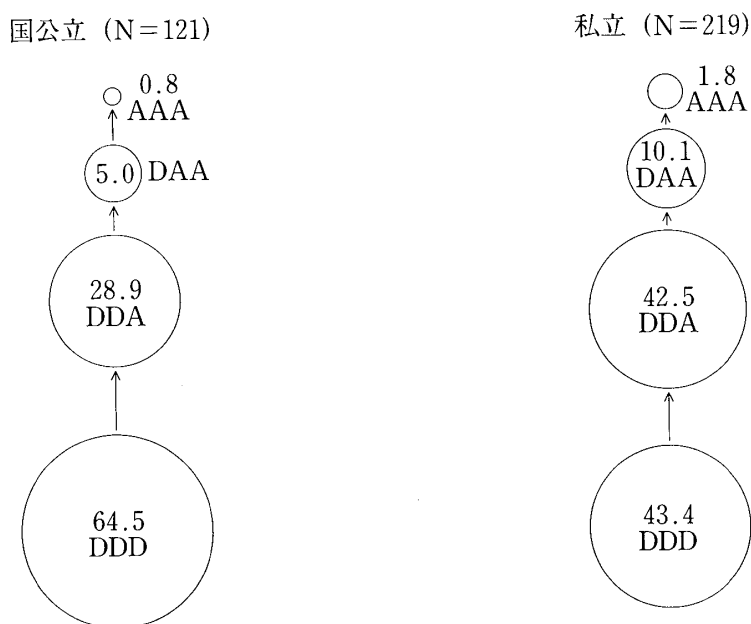 国公立 (N=121)
0.8
AAA
5.0 DAA
28.9
DDA
64.5
DDD
私立 (N=219)
1.8
AAA
10.1
DAA
42.5
DDA
43.4
DDD